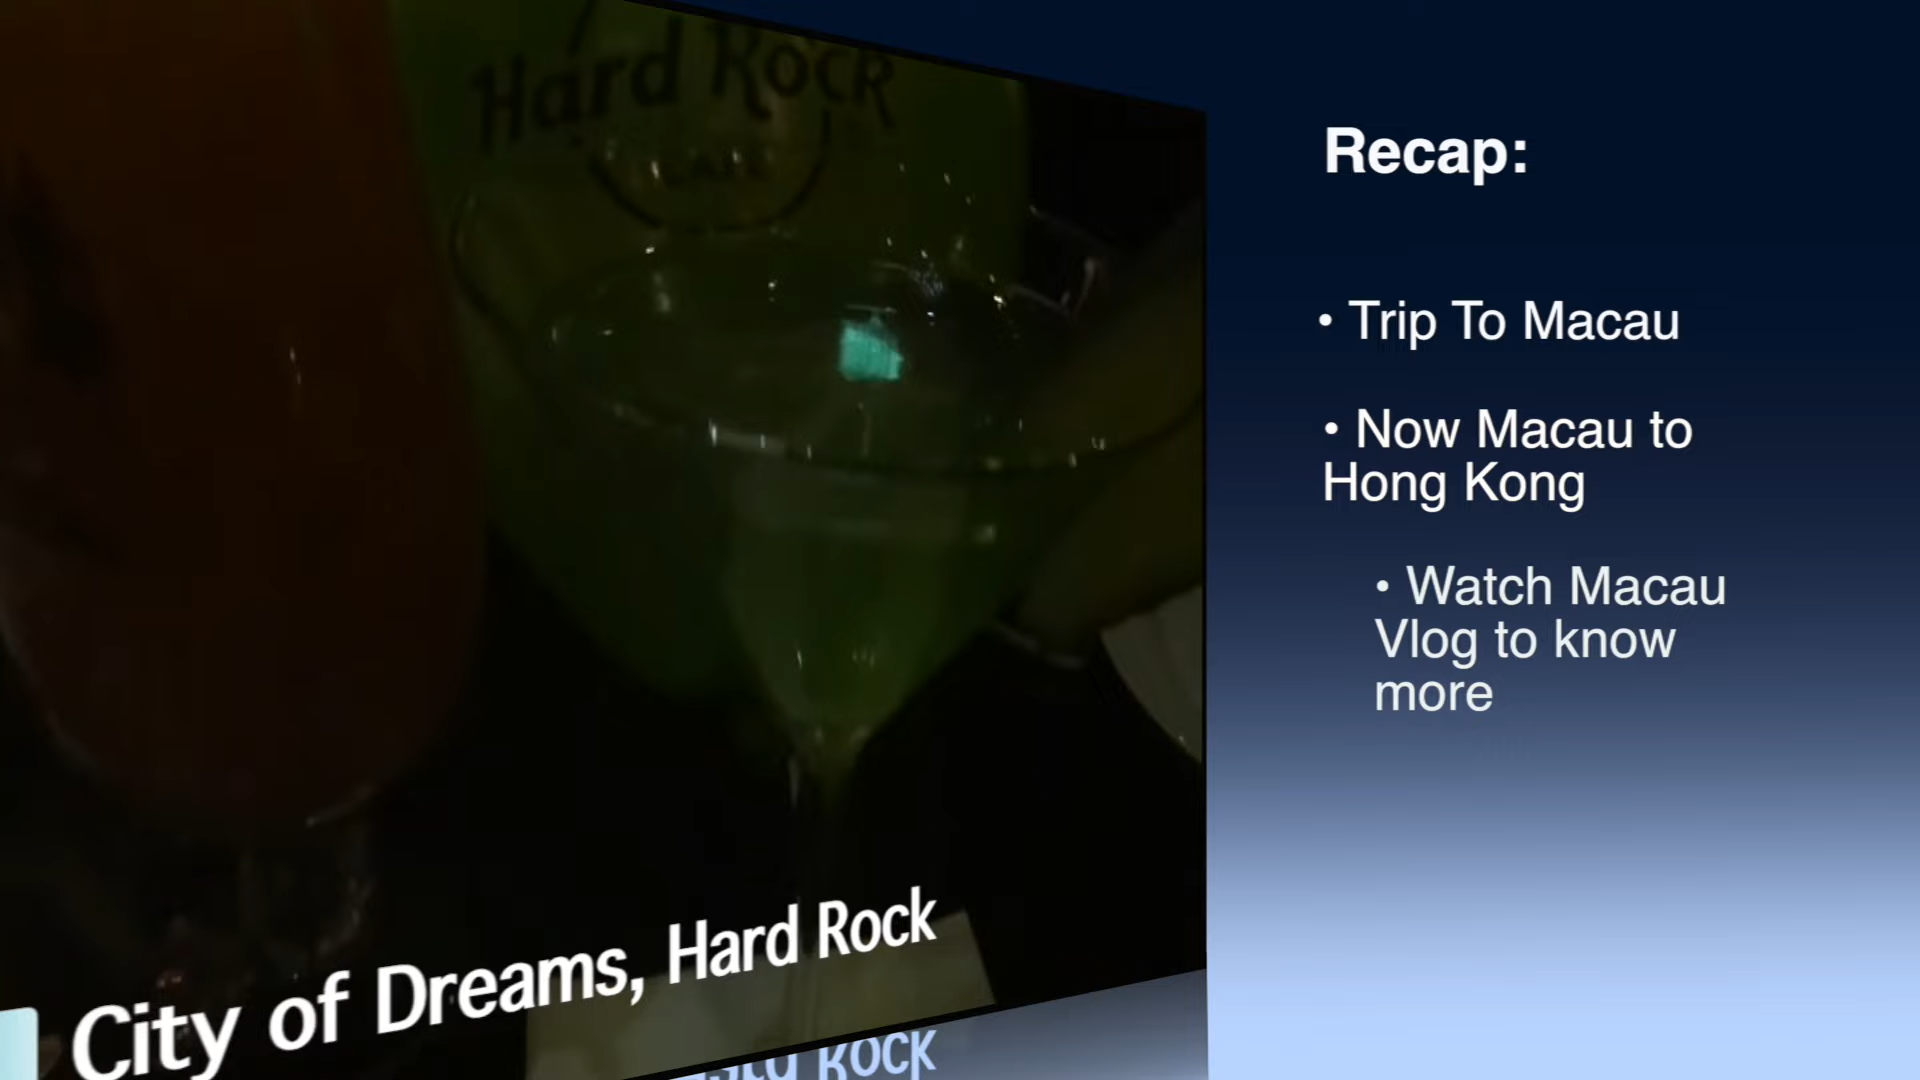 Hard Rock
CAFE
City of Dreams, Hard Rock
Recap:
• Trip To Macau
• Now Macau to
Hong Kong
• Watch Macau
Vlog to know
more